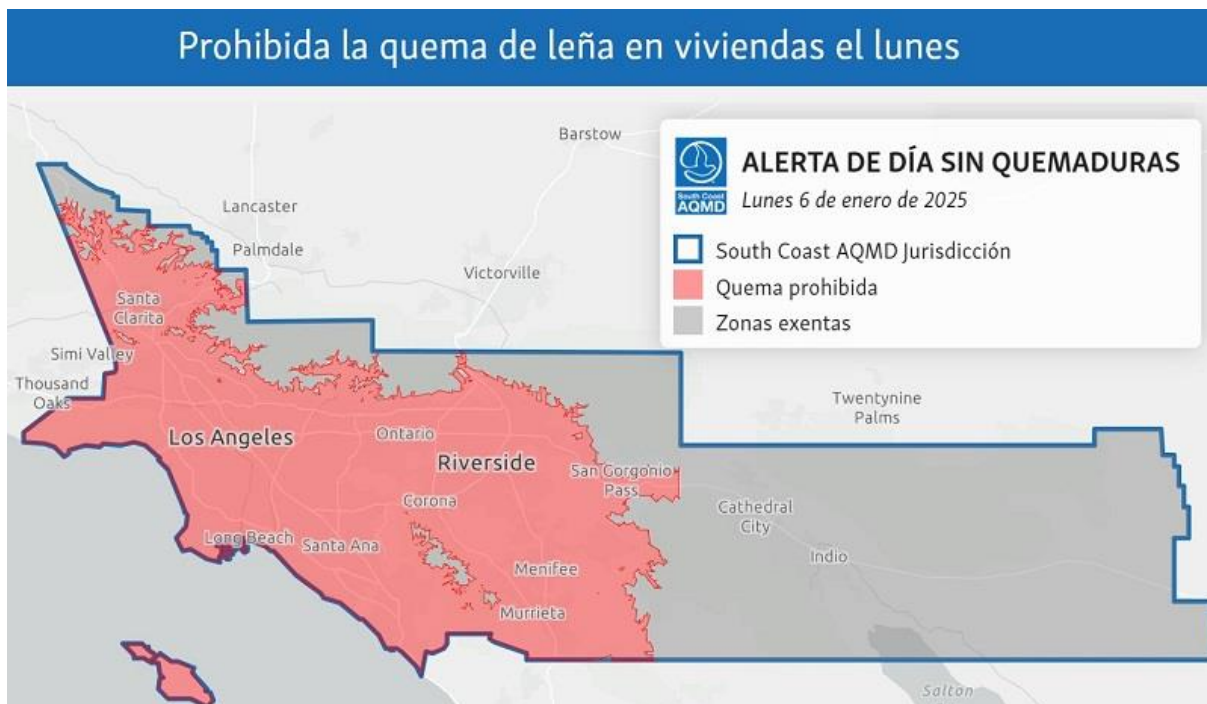 Prohibida la quema de leña en viviendas el lunes
ALERTA DE DÍA SIN QUEMADURAS
South Coast
AQMD
Lunes 6 de enero de 2025
South Coast AQMD Jurisdicción
Quema prohibida
Zonas exentas
Barstow
Lancaster
Palmdale
Victorville
Santa
Clarita
Simi Valley
Thousand
Oaks
Twentynine
Palms
Los Angeles
Ontario
Riverside
San Gorgonio
Pass
Corona
Cathedral
City
Long Beach
Santa Ana
Indio
Menifee
Murrieta
Salton